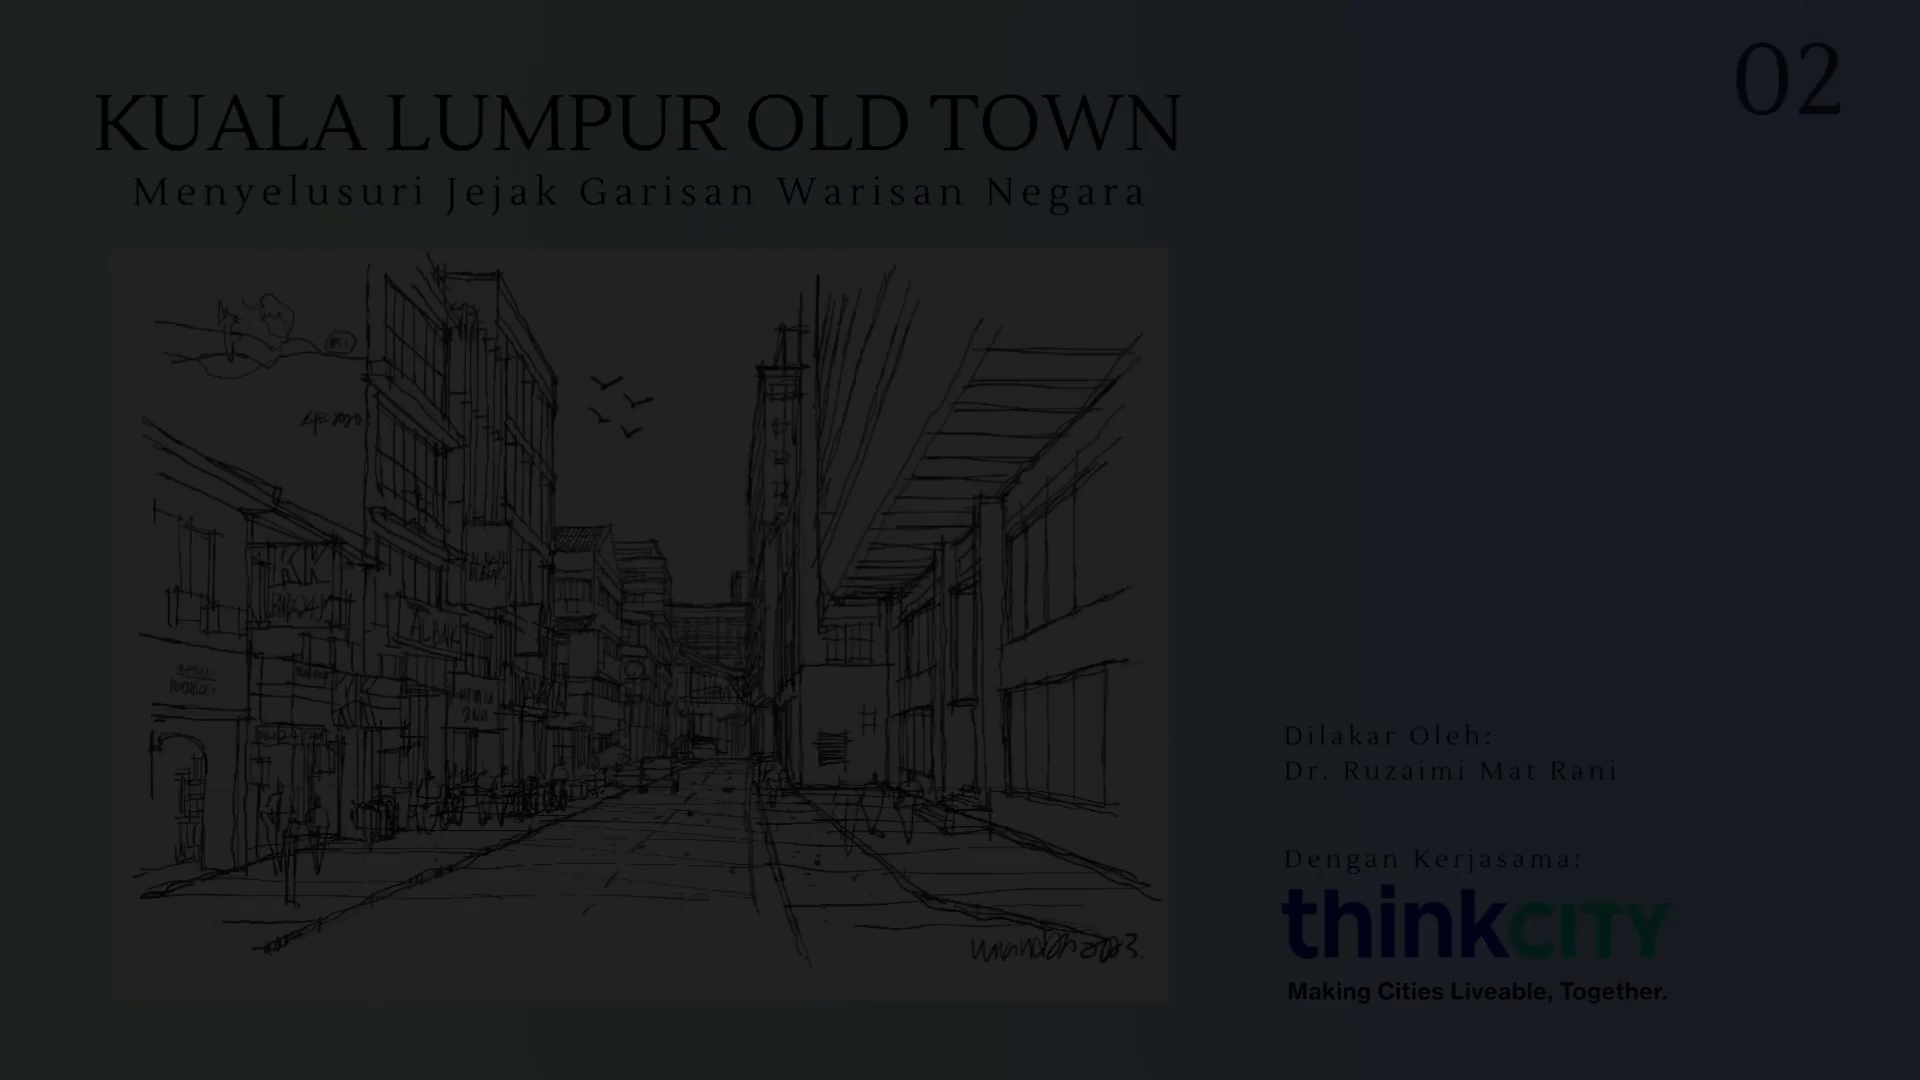 02
KUALA LUMPUR OLD TOWN
Menyelusuri Jejak Garisan Warisan Negara
KK
Dilakar Oleh:
Dr. Ruzaimi Mat Rani
Dengan Kerjasama:
thinkCITY
Making Cities Liveable, Together.